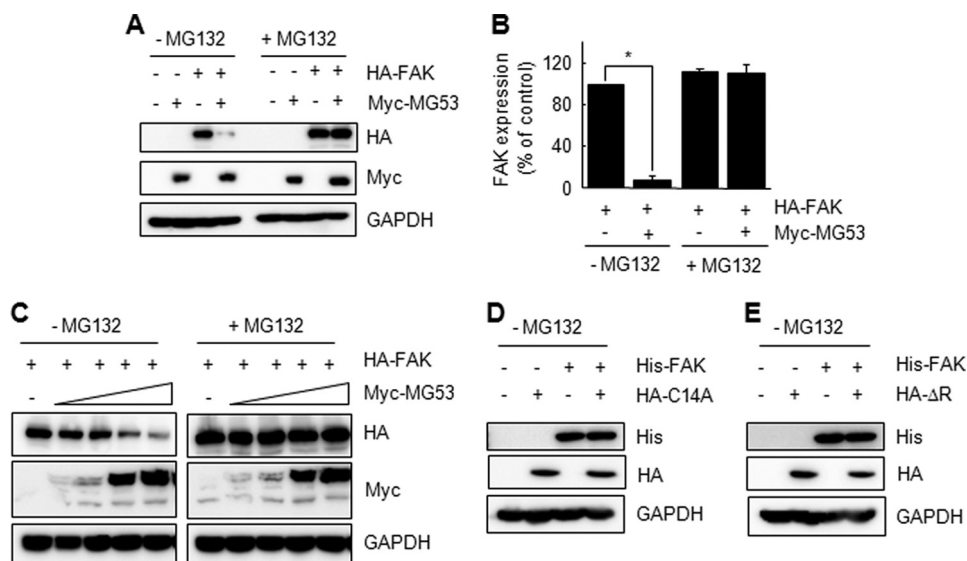 A
- MG132
+ MG132
- - + + - - + + HA-FAK
- + - + - + - + Myc-MG53
HA
Myc
GAPDH
B
FAK expression
(% of control)
120
80
40
0
*
+ + + + HA-FAK
- + - + Myc-MG53
- MG132
+ MG132
C
- MG132
+ MG132
+ + + + + + + + + + HA-FAK
- - Myc-MG53
HA
Myc
GAPDH
D
- MG132
- - + + His-FAK
- + - + HA-C14A
His
HA
GAPDH
E
- MG132
- - + + His-FAK
- + - + HA-ΔR
His
HA
GAPDH